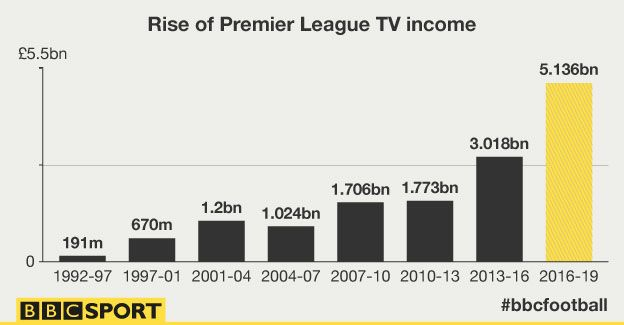 Rise of Premier League TV income
£5.5bn
5.136bn
3.018bn
1.706bn
1.773bn
1.2bn
1.024bn
670m
191m
0
1992-97 1997-01 2001-04 2004-07 2007-10 2010-13 2013-16 2016-19
BBC SPORT
#bbcfootball